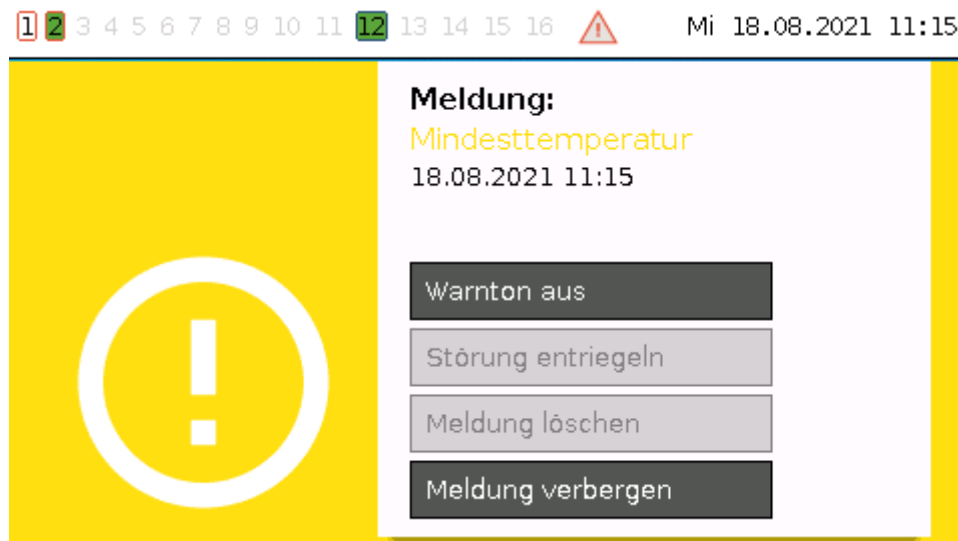 1 2 3 4 5 6 7 8 9 10 11 12 13 14 15 16 Mi 18.08.2021 11:15
Meldung:
Mindesttemperatur
18.08.2021 11:15
Warnton aus
Störung entriegeln
Meldung löschen
Meldung verbergen